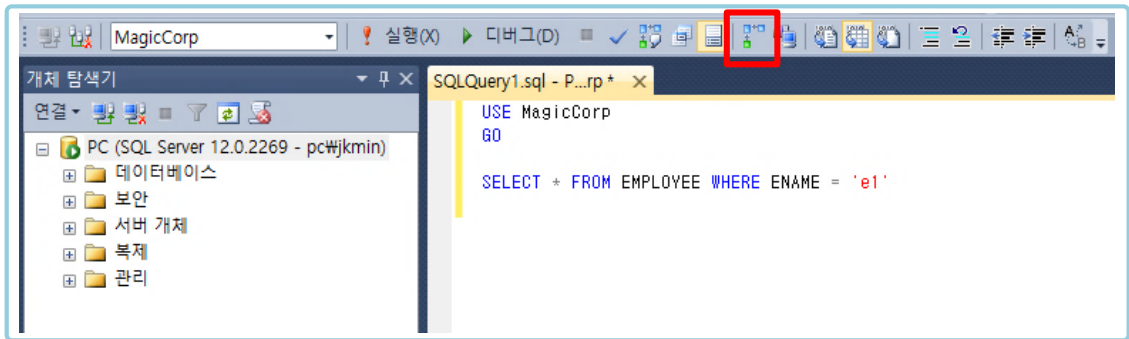 MagicCorp
실행(X)
디버그(D)
개체 탐색기
SQLQuery1.sql - P...rp*
연결
USE MagicCorp
GO
PC (SQL Server 12.0.2269 - pc₩jkmin)
데이터베이스
SELECT * FROM EMPLOYEE WHERE ENAME = 'e1'
보안
서버 개체
복제
관리